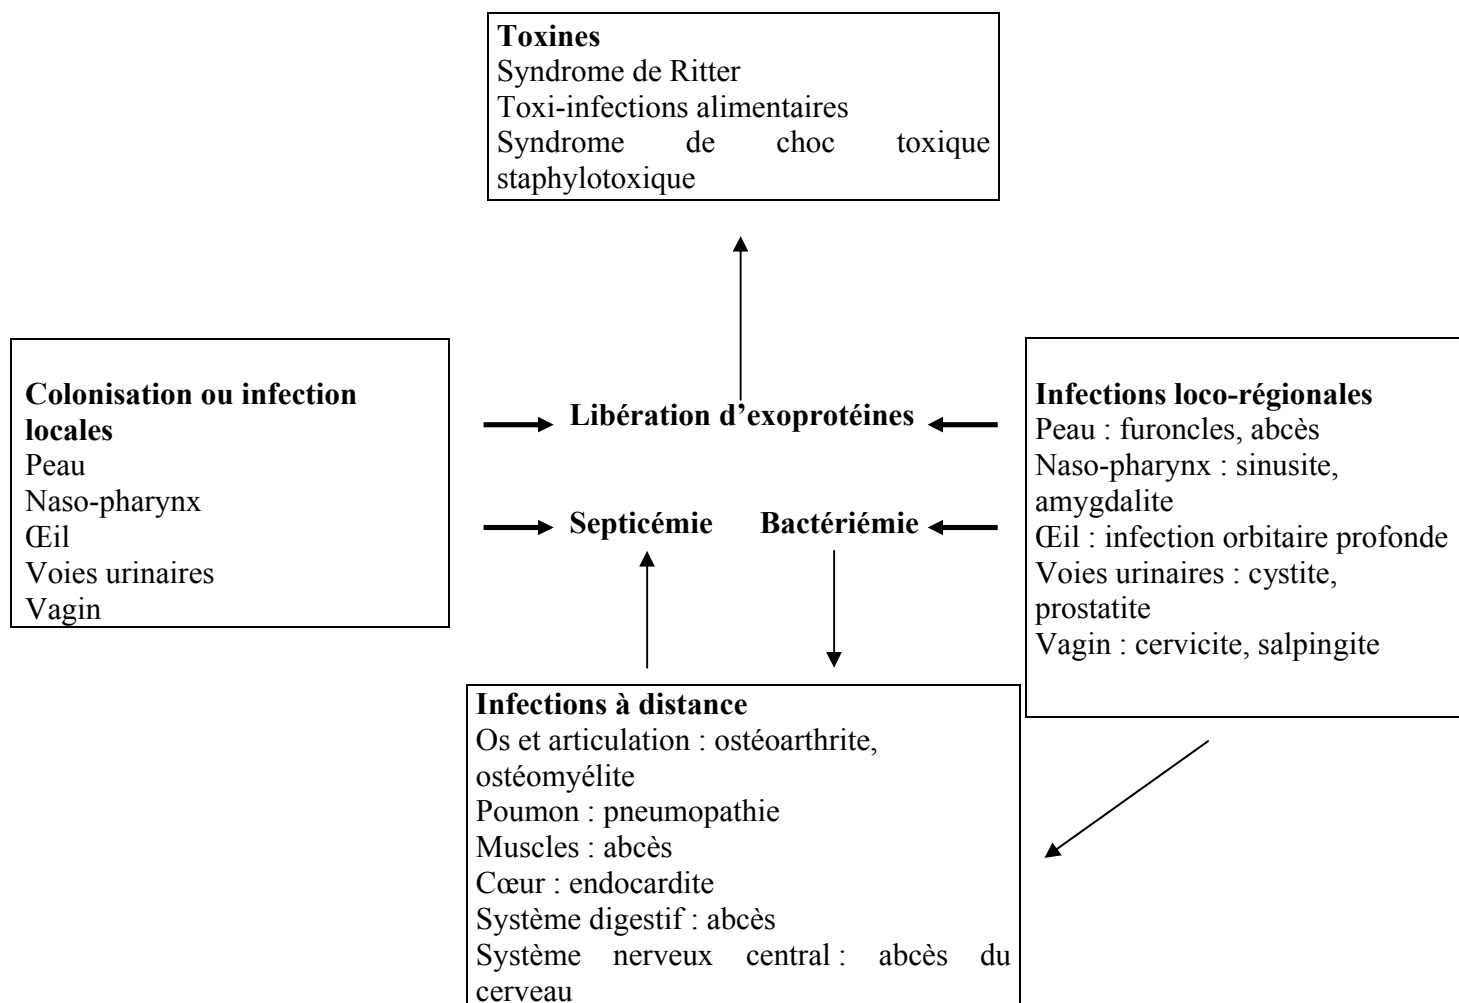 Toxines
Syndrome de Ritter
Toxi-infections alimentaires
Syndrome de choc toxique
staphylotoxique
Colonisation ou infection
locales
Peau
Naso-pharynx
Œil
Voies urinaires
Vagin
Libération d’exoprotéines
Septicémie Bactériémie
Infections loco-régionales
Peau : furoncles, abcès
Naso-pharynx : sinusite,
amygdalite
Œil : infection orbitaire profonde
Voies urinaires : cystite,
prostatite
Vagin : cervicite, salpingite
Infections à distance
Os et articulation : ostéoarthrite,
ostéomyélite
Poumon : pneumopathie
Muscles : abcès
Cœur : endocardite
Système digestif : abcès
Système nerveux central : abcès du
cerveau